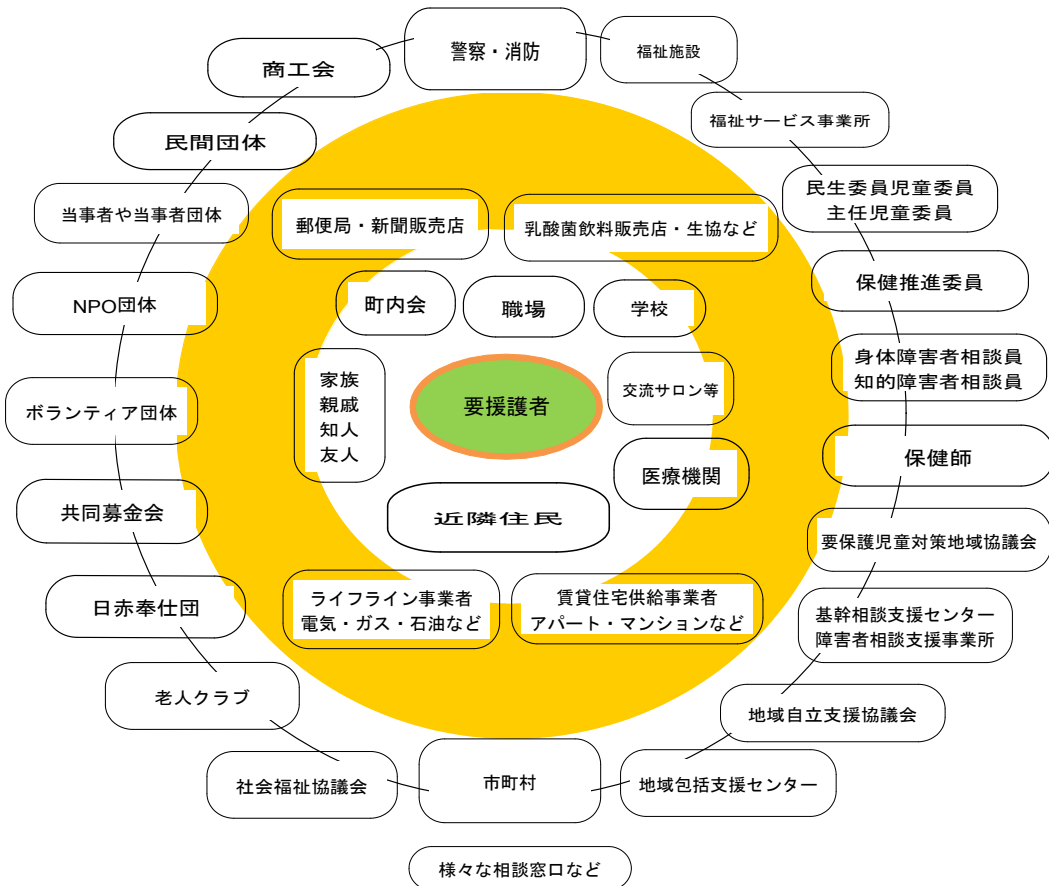 警察・消防
福祉施設
商工会
福祉サービス事業所
民間団体
民生委員児童委員
主任児童委員
当事者や当事者団体
郵便局・新聞販売店
乳酸菌飲料販売店・生協など
保健推進委員
NPO団体
町内会
職場
学校
身体障害者相談員
知的障害者相談員
家族
親戚
知人
友人
要援護者
交流サロン等
ボランティア団体
保健師
医療機関
共同募金会
近隣住民
要保護児童対策地域協議会
日赤奉仕団
ライフライン事業者
電気・ガス・石油など
賃貸住宅供給事業者
アパート・マンションなど
基幹相談支援センター
障害者相談支援事業所
老人クラブ
地域自立支援協議会
社会福祉協議会
市町村
地域包括支援センター
様々な相談窓口など